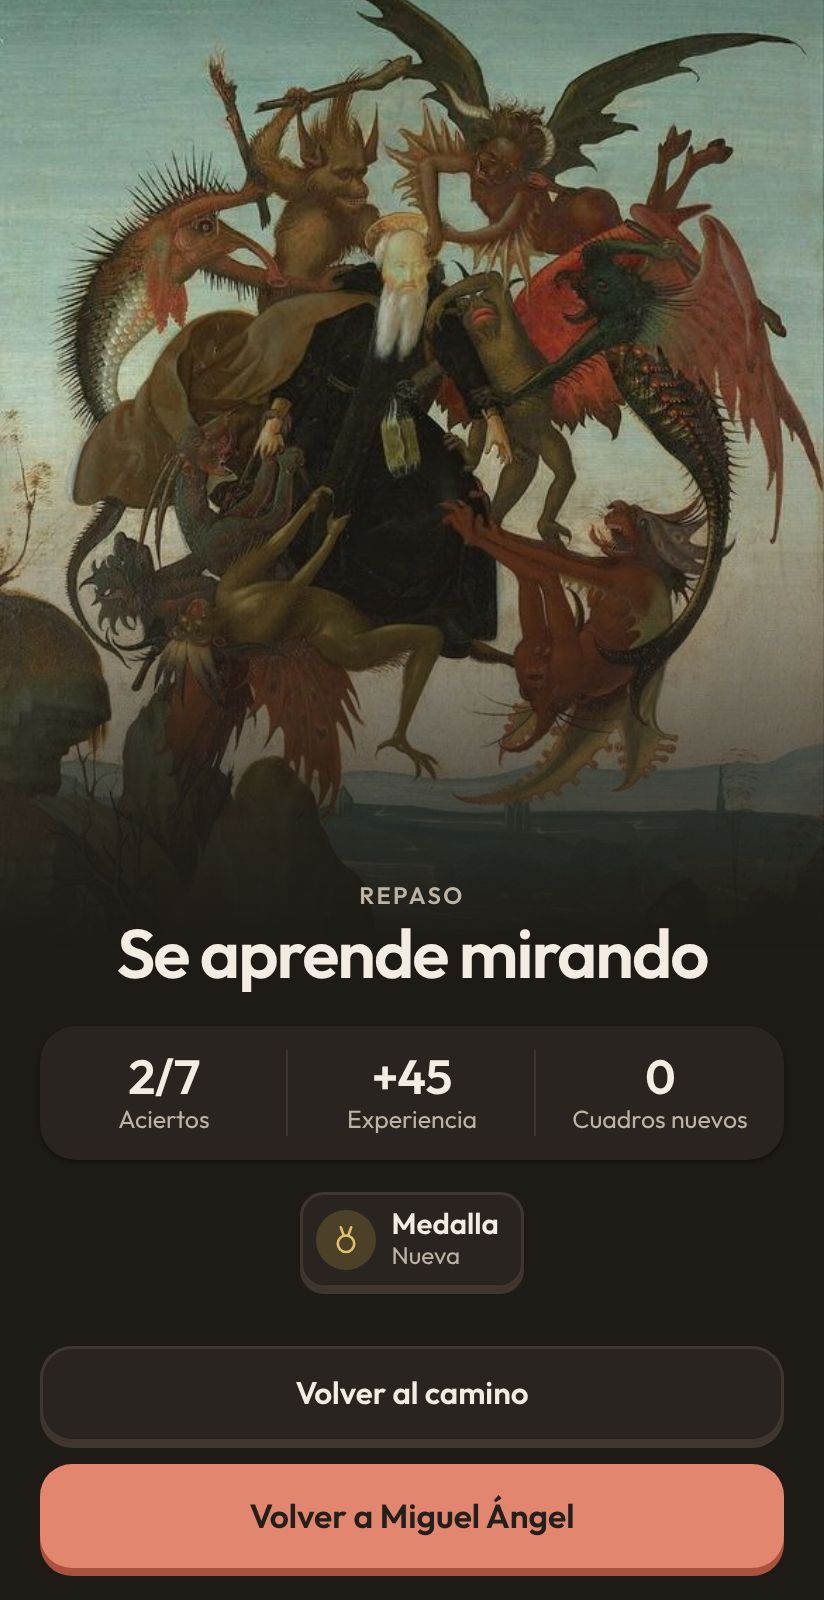 REPASO
Se aprende mirando
2/7
Aciertos
+45
Experiencia
0
Cuadros nuevos
Medalla
Nueva
Volver al camino
Volver a Miguel Ángel